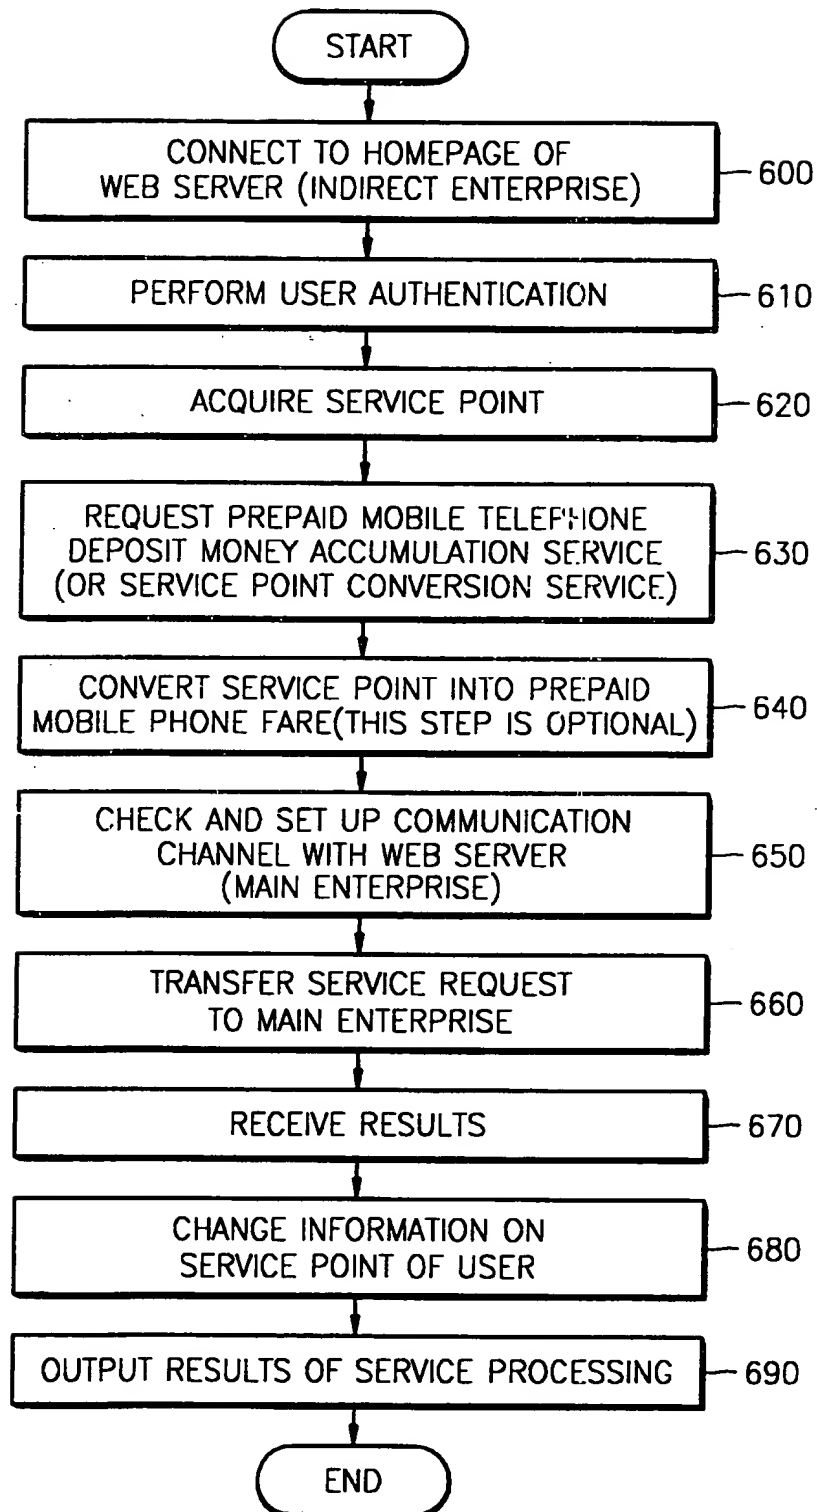 START
CONNECT TO HOMEPAGE OF
WEB SERVER (INDIRECT ENTERPRISE)
600
PERFORM USER AUTHENTICATION
610
ACQUIRE SERVICE POINT
620
REQUEST PREPAID MOBILE TELEPHONE
DEPOSIT MONEY ACCUMULATION SERVICE
(OR SERVICE POINT CONVERSION SERVICE)
630
CONVERT SERVICE POINT INTO PREPAID
MOBILE PHONE FARE(THIS STEP IS OPTIONAL)
640
CHECK AND SET UP COMMUNICATION
CHANNEL WITH WEB SERVER
(MAIN ENTERPRISE)
650
TRANSFER SERVICE REQUEST
TO MAIN ENTERPRISE
660
RECEIVE RESULTS
670
CHANGE INFORMATION ON
SERVICE POINT OF USER
680
OUTPUT RESULTS OF SERVICE PROCESSING
690
END